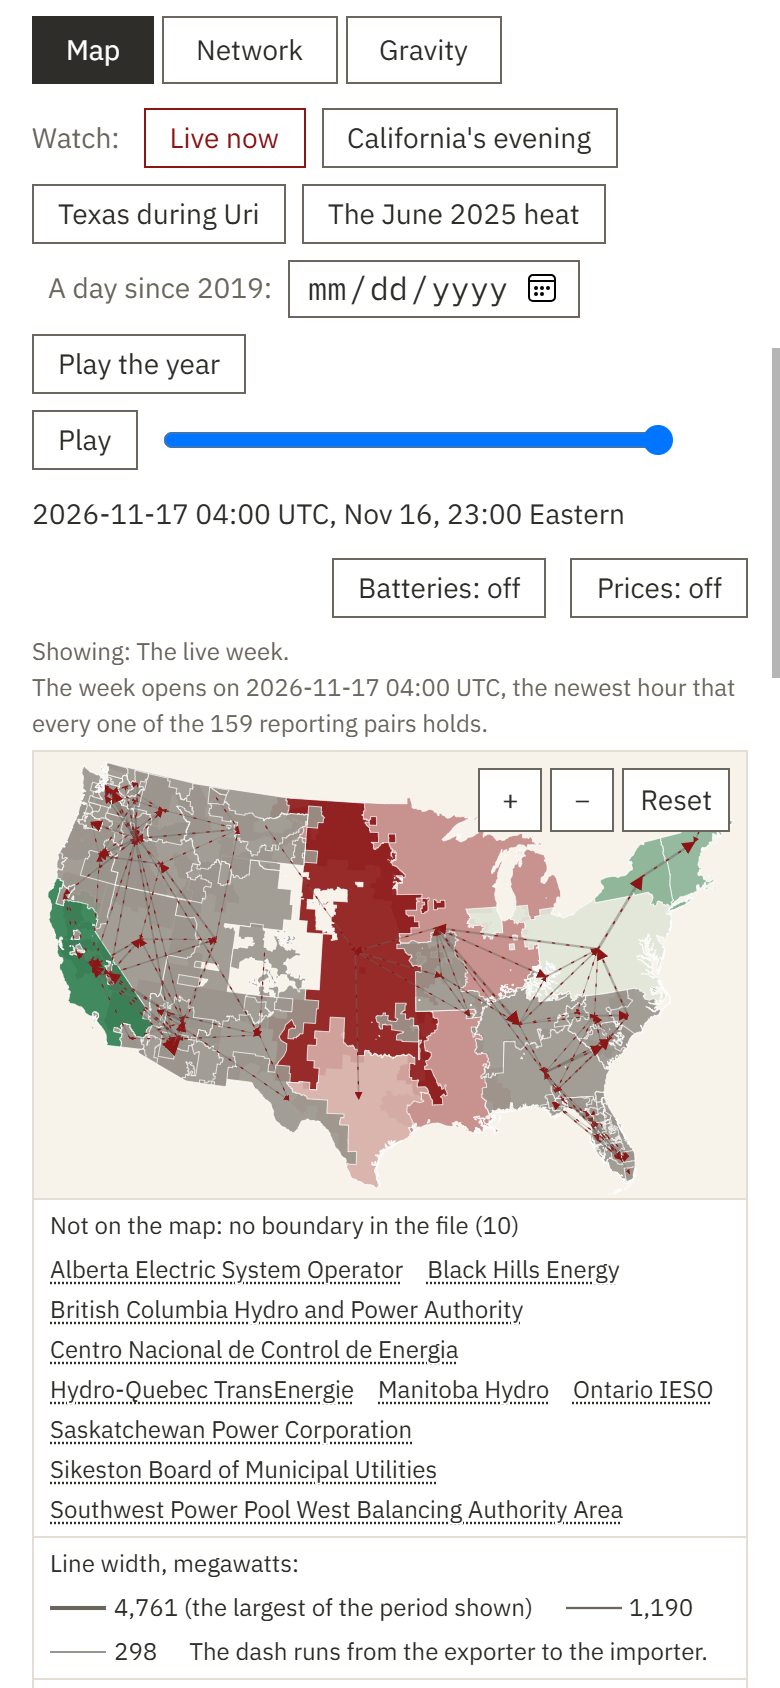 Map Network Gravity
Watch: Live now California's evening
Texas during Uri The June 2025 heat
A day since 2019: mm/dd/yyyy
Play the year
Play
2026-11-17 04:00 UTC, Nov 16, 23:00 Eastern
Batteries: off Prices: off
Showing: The live week.
The week opens on 2026-11-17 04:00 UTC, the newest hour that
every one of the 159 reporting pairs holds.
+ − Reset
Not on the map: no boundary in the file (10)
Alberta Electric System Operator Black Hills Energy
British Columbia Hydro and Power Authority
Centro Nacional de Control de Energia
Hydro-Quebec TransEnergie Manitoba Hydro Ontario IESO
Saskatchewan Power Corporation
Sikeston Board of Municipal Utilities
Southwest Power Pool West Balancing Authority Area
Line width, megawatts:
4,761 (the largest of the period shown) 1,190
298 The dash runs from the exporter to the importer.